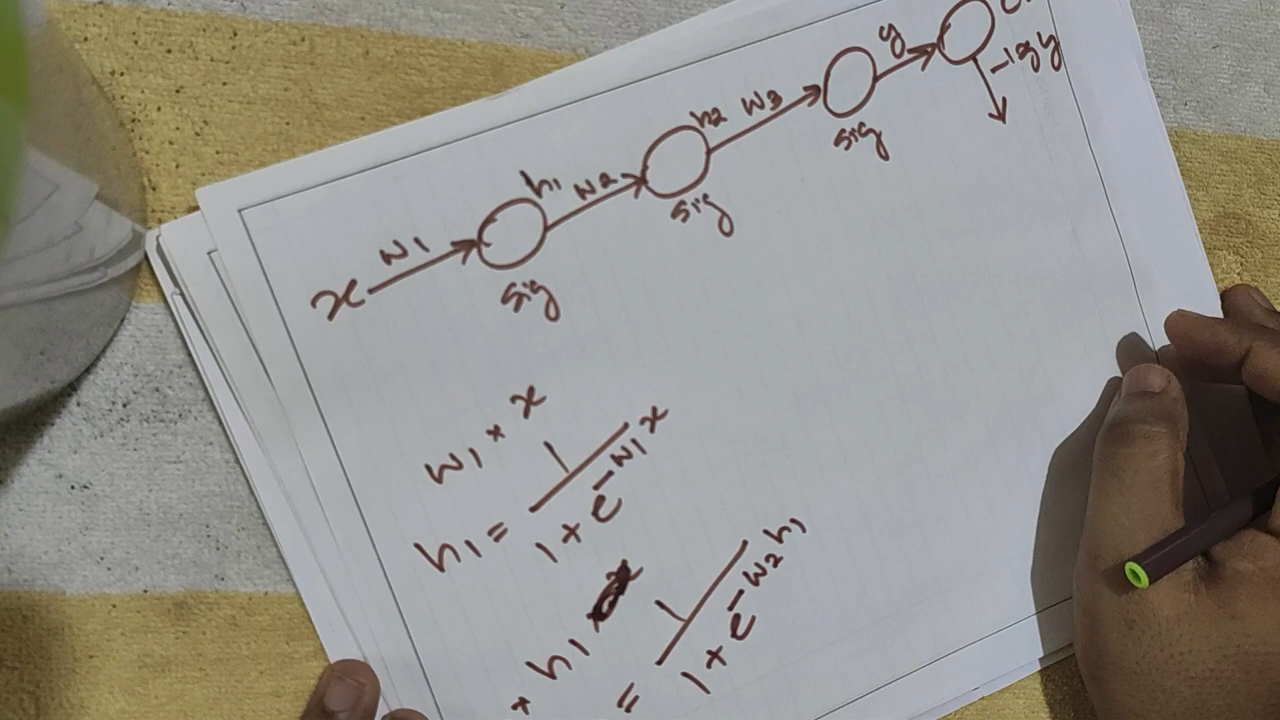 x w1 h1 w2 h2 w3 y
sig sig sig -lgy
w1 * x
h1 = 1 / 1 + e^-w1x
* h1
= 1 / 1 + e^-w2h1